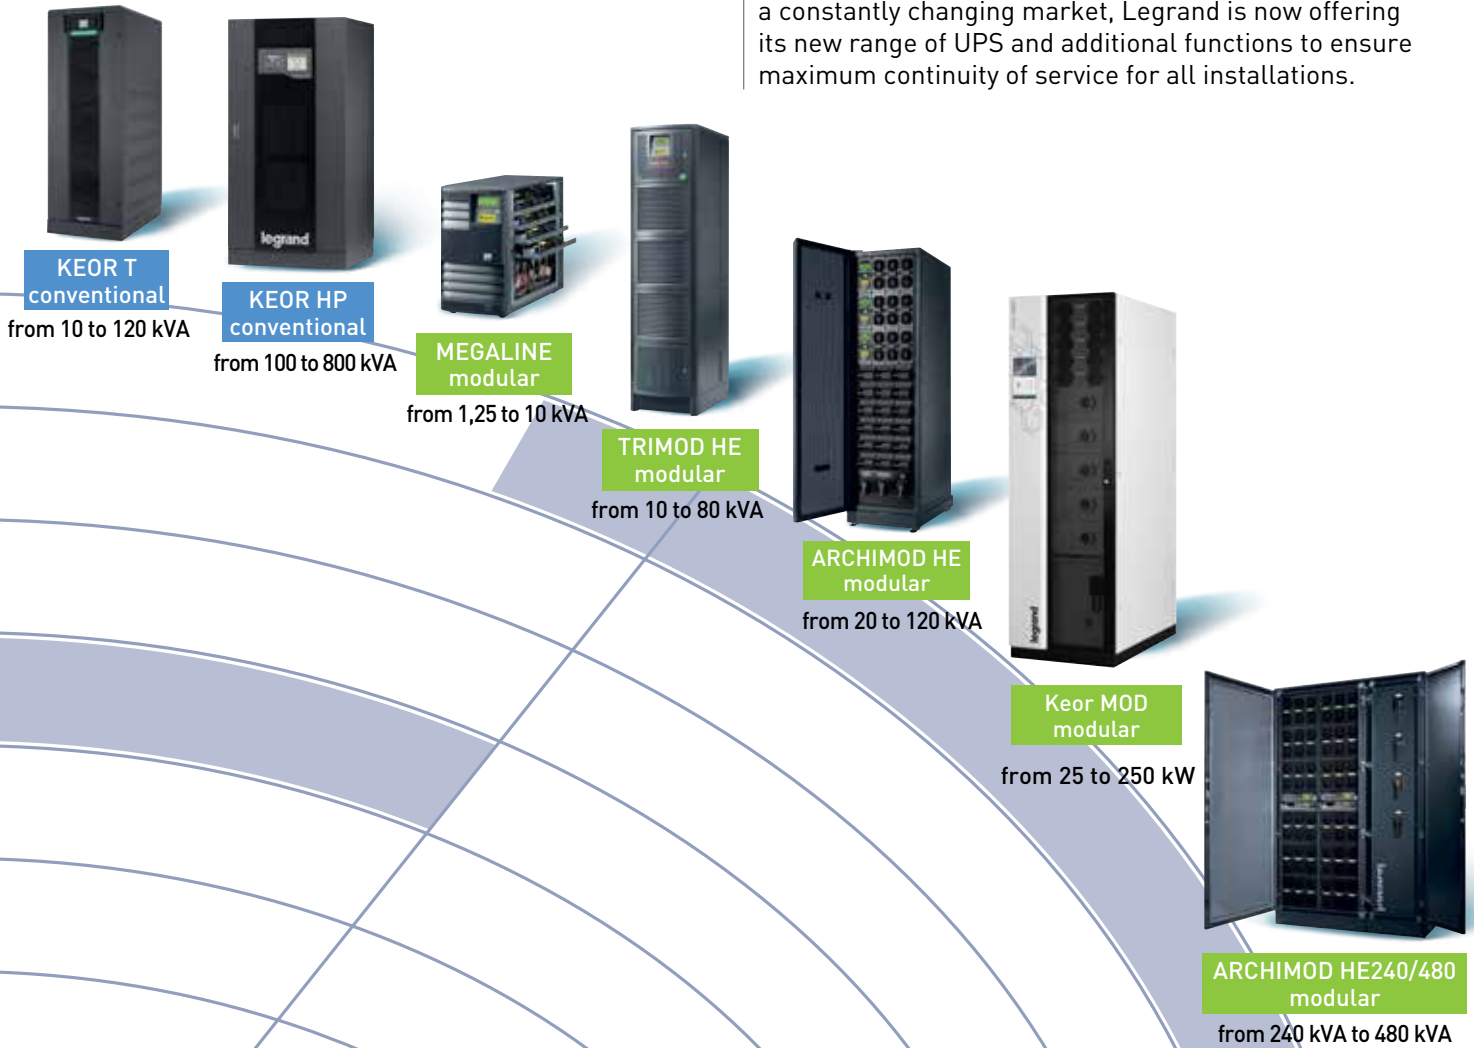 a constantly changing market, Legrand is now offering
its new range of UPS and additional functions to ensure
maximum continuity of service for all installations.
legrand
KEOR T
conventional
from 10 to 120 kVA
KEOR HP
conventional
from 100 to 800 kVA
MEGALINE
modular
from 1,25 to 10 kVA
TRIMOD HE
modular
from 10 to 80 kVA
ARCHIMOD HE
modular
from 20 to 120 kVA
legrand
Keor MOD
modular
from 25 to 250 kW
legrand
ARCHIMOD HE240/480
modular
from 240 kVA to 480 kVA